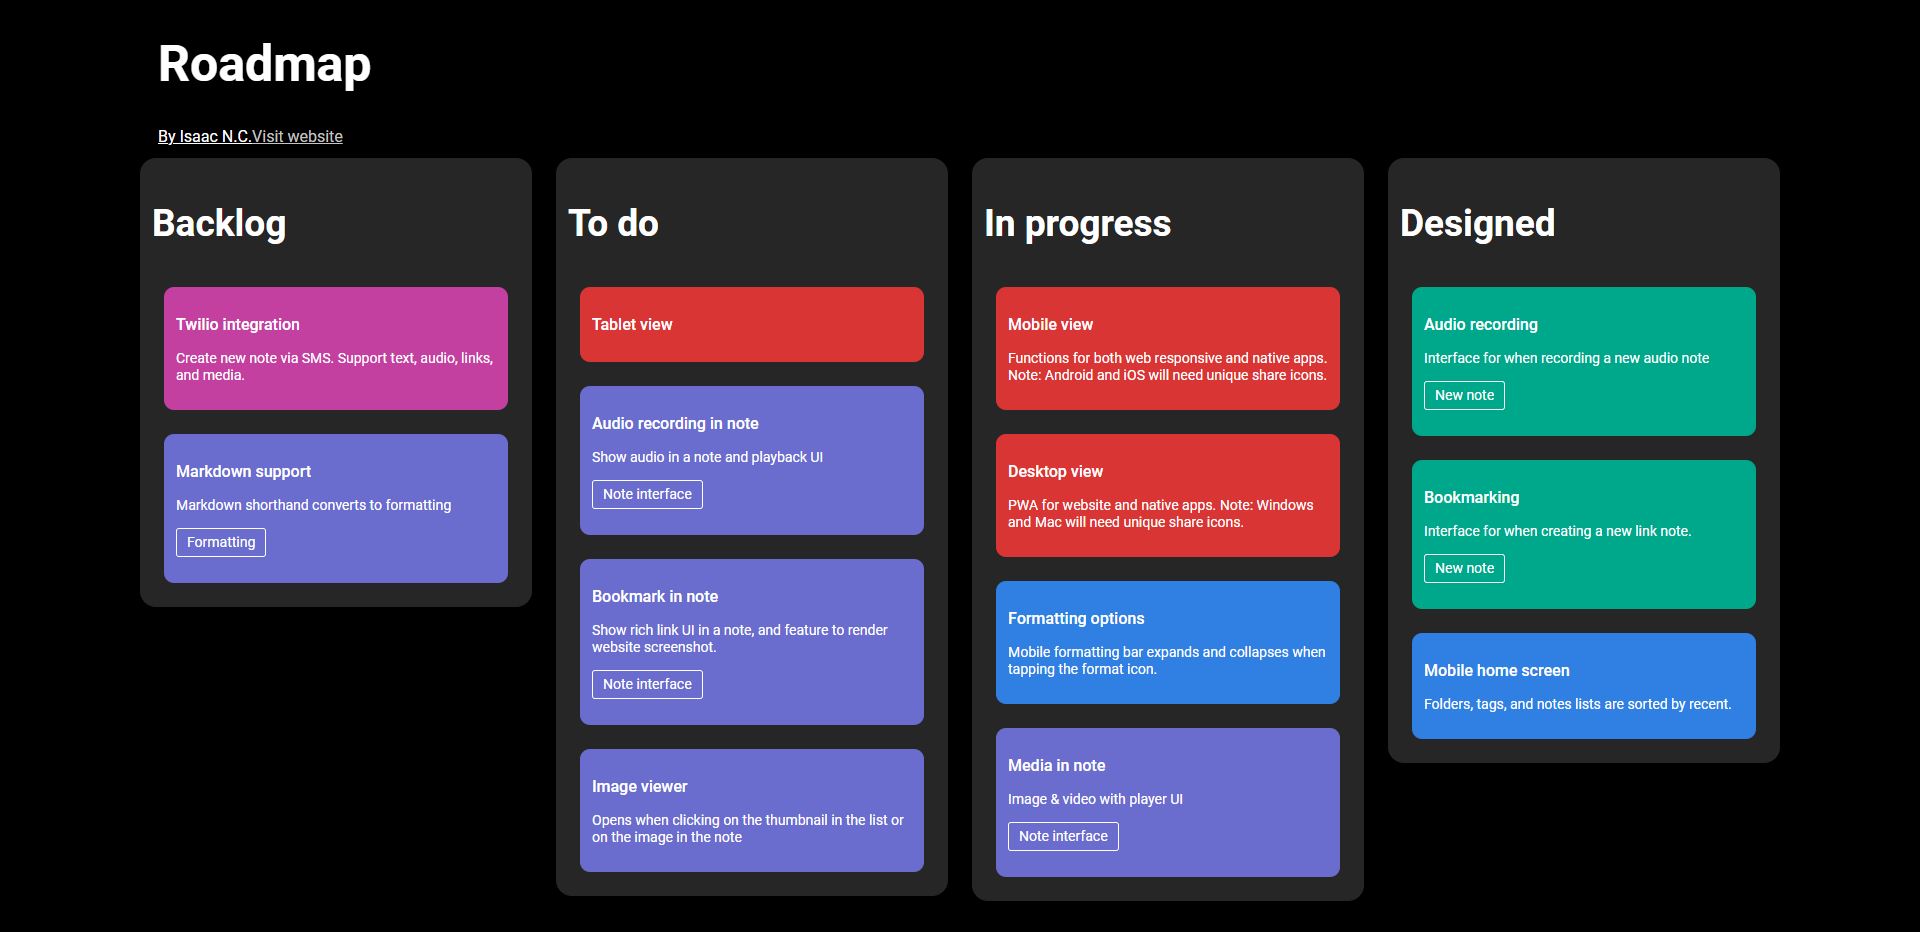 Roadmap
By Isaac N.C.Visit website
Backlog
Twilio integration
Create new note via SMS. Support text, audio, links,
and media.
Markdown support
Markdown shorthand converts to formatting
Formatting
To do
Tablet view
Audio recording in note
Show audio in a note and playback UI
Note interface
Bookmark in note
Show rich link UI in a note, and feature to render
website screenshot.
Note interface
Image viewer
Opens when clicking on the thumbnail in the list or
on the image in the note
In progress
Mobile view
Functions for both web responsive and native apps.
Note: Android and iOS will need unique share icons.
Desktop view
PWA for website and native apps. Note: Windows
and Mac will need unique share icons.
Formatting options
Mobile formatting bar expands and collapses when
tapping the format icon.
Media in note
Image & video with player UI
Note interface
Designed
Audio recording
Interface for when recording a new audio note
New note
Bookmarking
Interface for when creating a new link note.
New note
Mobile home screen
Folders, tags, and notes lists are sorted by recent.